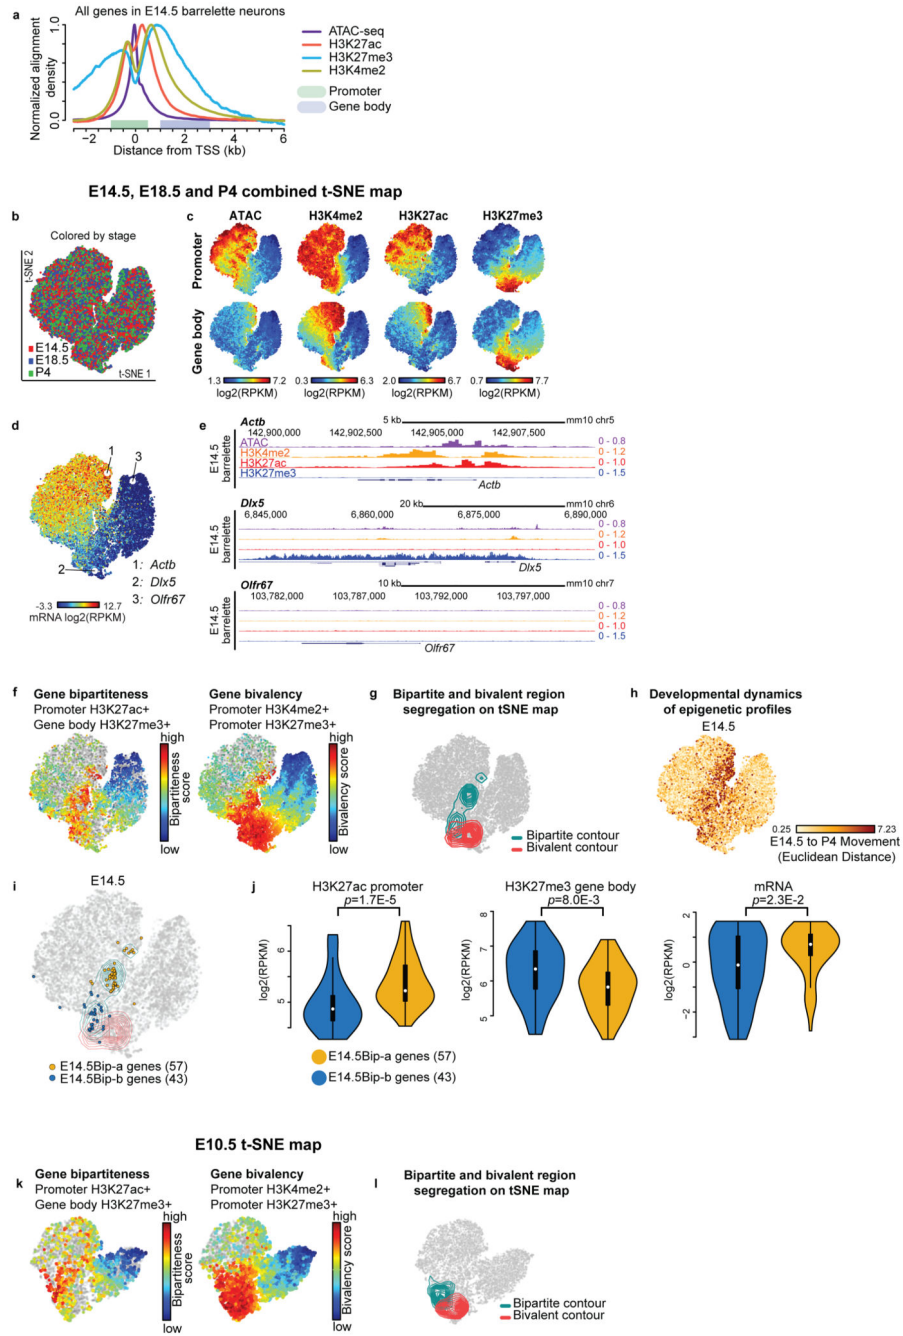 a
All genes in E14.5 barrelette neurons
Normalized alignment
density
1.0
0.0
−2 0 2 4 6
Distance from TSS (kb)
ATAC-seq
H3K27ac
H3K27me3
H3K4me2
Promoter
Gene body
E14.5, E18.5 and P4 combined t-SNE map
b
Colored by stage
t-SNE 2
t-SNE 1
E14.5
E18.5
P4
c
ATAC H3K4me2 H3K27ac H3K27me3
Promoter
Gene body
1.3 7.2 0.3 6.3 2.0 6.7 0.7 7.7
log2(RPKM) log2(RPKM) log2(RPKM) log2(RPKM)
d
1
3
2
1: Actb
2: Dlx5
3: Olfr67
-3.3 12.7
mRNA log2(RPKM)
e
Actb 5 kb mm10 chr5
142,900,000 142,902,500 142,905,000 142,907,500
E14.5
barrelette
ATAC 0 - 0.8
H3K4me2 0 - 1.2
H3K27ac 0 - 1.0
H3K27me3 0 - 1.5
Actb
Dlx5 20 kb mm10 chr6
6,845,000 6,860,000 6,875,000 6,890,000
E14.5
barrelette
0 - 0.8
0 - 1.2
0 - 1.0
0 - 1.5
Dlx5
Olfr67 10 kb mm10 chr7
103,782,000 103,787,000 103,792,000 103,797,000
E14.5
barrelette
0 - 0.8
0 - 1.2
0 - 1.0
0 - 1.5
Olfr67
f
Gene bipartiteness
Promoter H3K27ac+
Gene body H3K27me3+
high
Bipartiteness
score
low
Gene bivalency
Promoter H3K4me2+
Promoter H3K27me3+
high
Bivalency score
low
g
Bipartite and bivalent region
segregation on tSNE map
Bipartite contour
Bivalent contour
h
Developmental dynamics
of epigenetic profiles
E14.5
0.25 7.23
E14.5 to P4 Movement
(Euclidean Distance)
i
E14.5
E14.5Bip-a genes (57)
E14.5Bip-b genes (43)
j
H3K27ac promoter
p=1.7E-5
log2(RPKM)
6
5
H3K27me3 gene body
p=8.0E-3
log2(RPKM)
8
7
6
5
mRNA
p=2.3E-2
log2(RPKM)
2
0
−2
E14.5Bip-a genes (57)
E14.5Bip-b genes (43)
E10.5 t-SNE map
k
Gene bipartiteness
Promoter H3K27ac+
Gene body H3K27me3+
high
Bipartiteness
score
low
Gene bivalency
Promoter H3K4me2+
Promoter H3K27me3+
high
Bivalency score
low
l
Bipartite and bivalent region
segregation on tSNE map
Bipartite contour
Bivalent contour